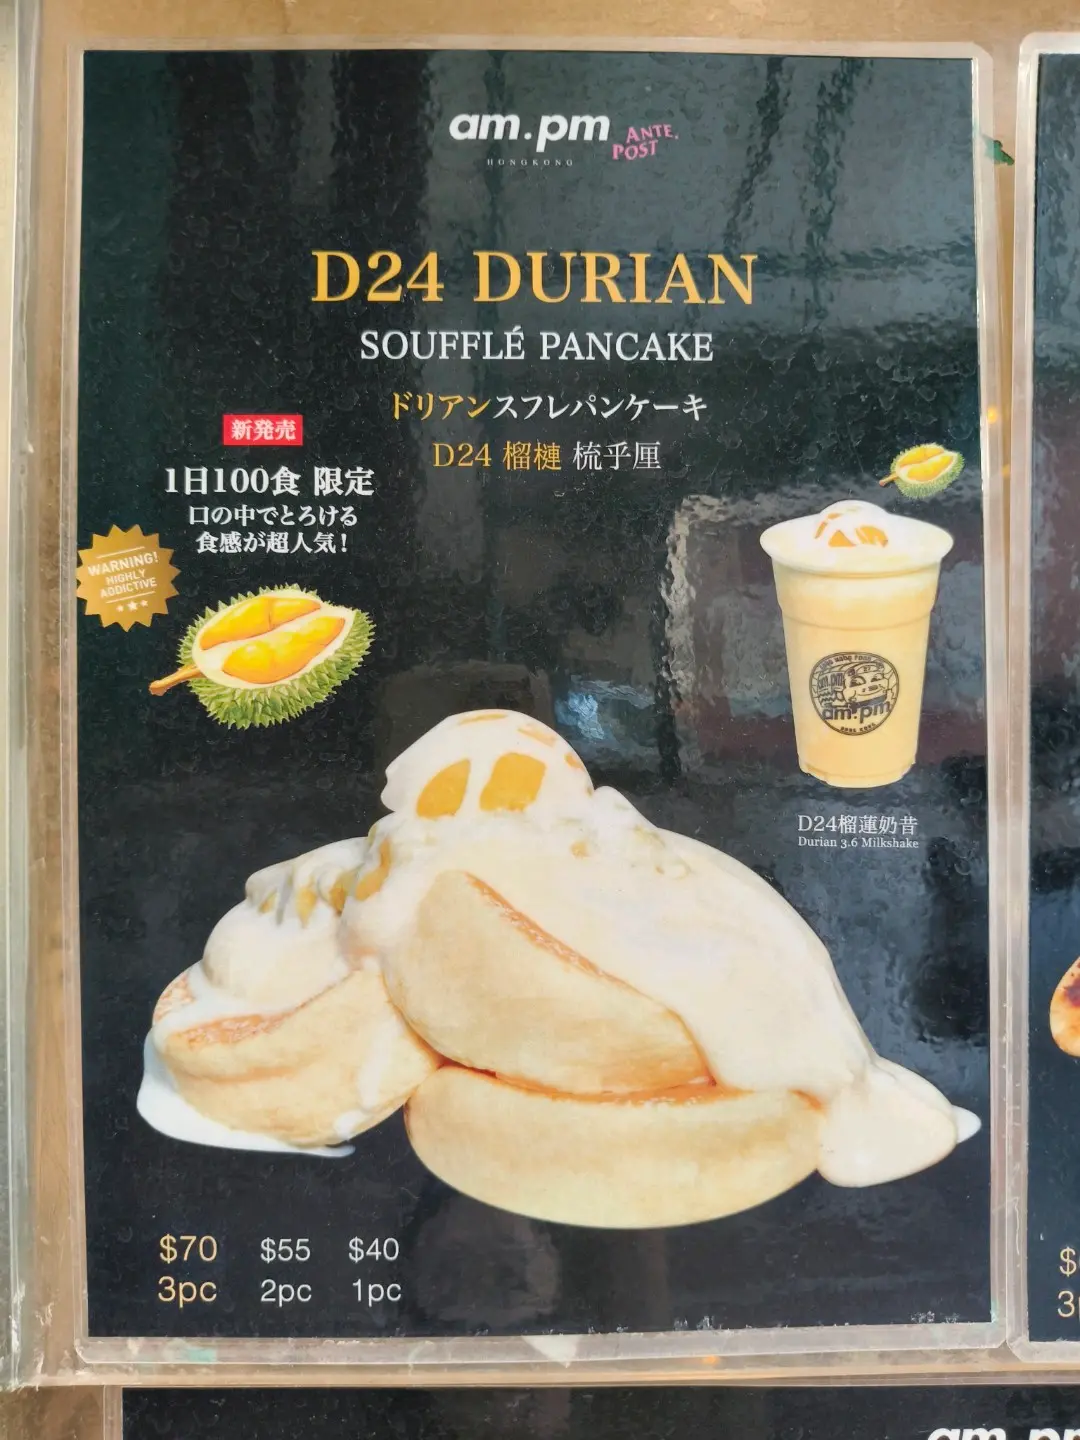 am.pm
HONGKONG
ANTE.
POST
D24 DURIAN
SOUFFLÉ PANCAKE
ドリアンスフレパンケーキ
D24 榴槤 梳乎厘
新発売
1日100食 限定
口の中でとろける
食感が超人気!
WARNING!
HIGHLY
ADDICTIVE
am.pm
D24榴蓮奶昔
Durian 3.6 Milkshake
$70 $55 $40
3pc 2pc 1pc
am.pm